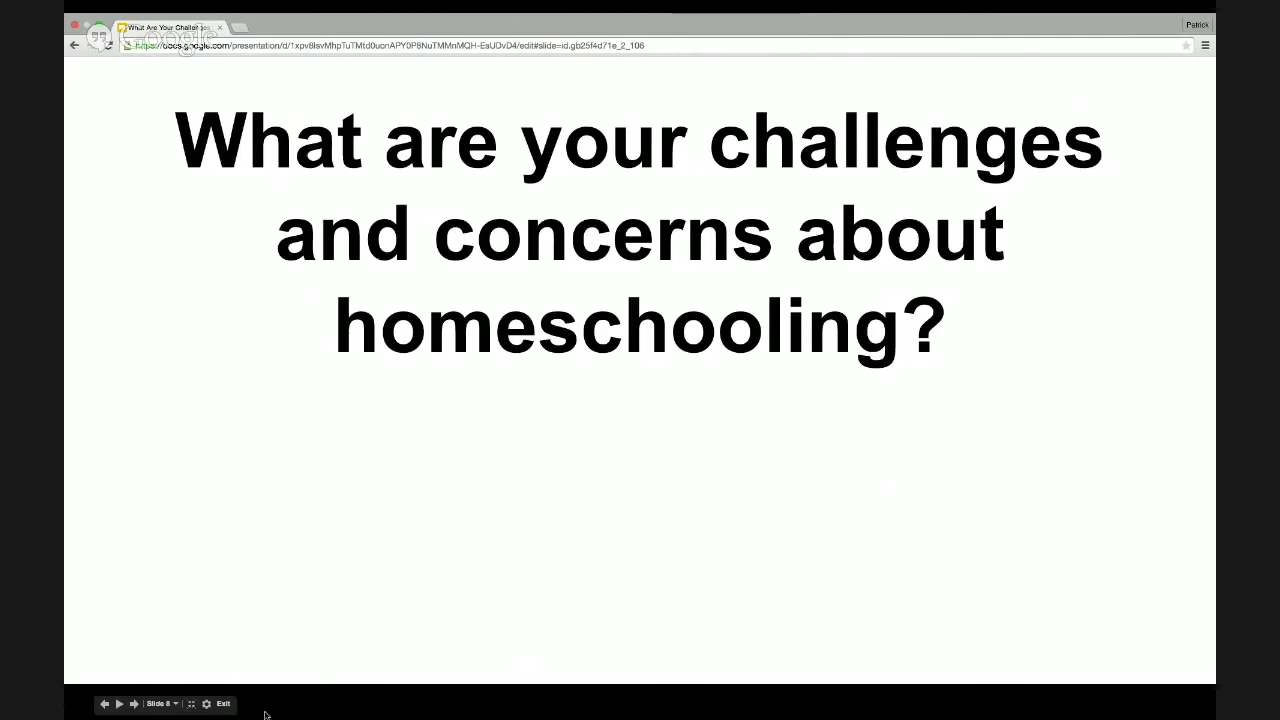 What Are Your Challenges
Patrick
Google
https://docs.google.com/presentation/d/1xpv8IsvMhpTuTMtd0ucnAPY0P8NuTMMnMQH-EsUDvD4/edit#slide=id.gb25f4d71e_2_106
What are your challenges
and concerns about
homeschooling?
Slide 8
Exit